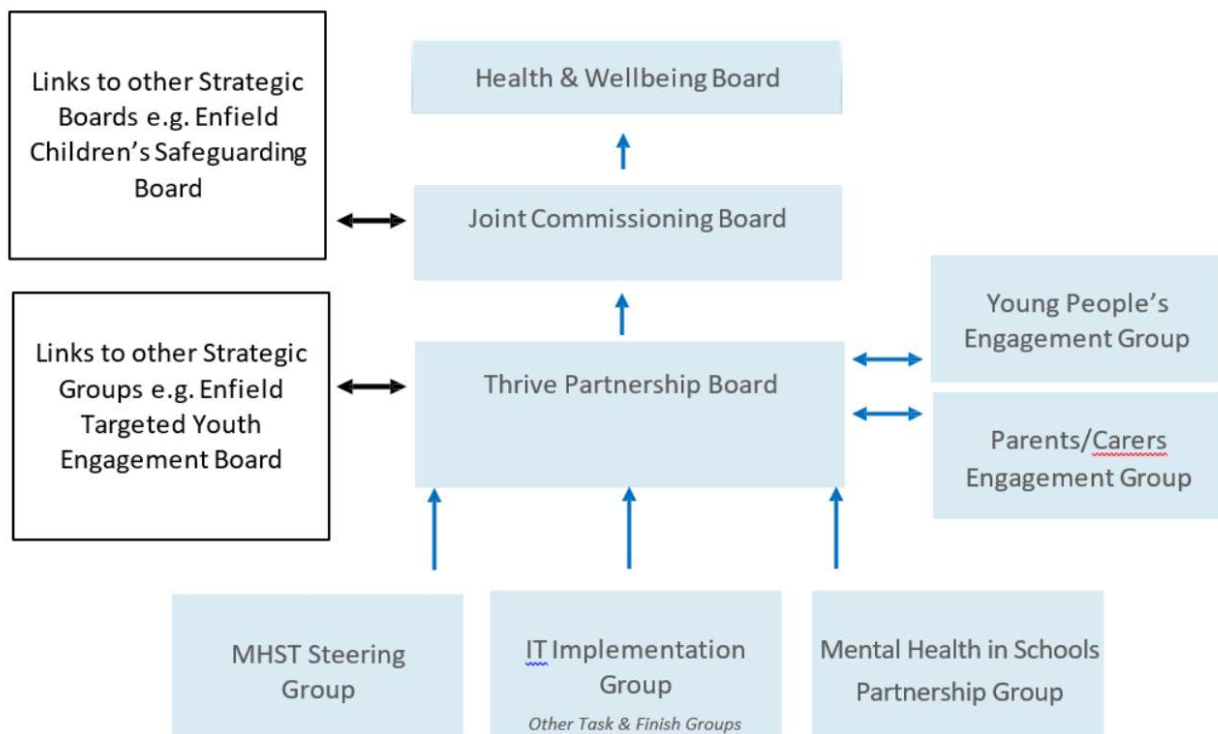 Links to other Strategic
Boards e.g. Enfield
Children's Safeguarding
Board
Health & Wellbeing Board
Joint Commissioning Board
Links to other Strategic
Groups e.g. Enfield
Targeted Youth
Engagement Board
Thrive Partnership Board
Young People's
Engagement Group
Parents/Carers
Engagement Group
MHST Steering
Group
IT Implementation
Group
Other Task & Finish Groups
Mental Health in Schools
Partnership Group